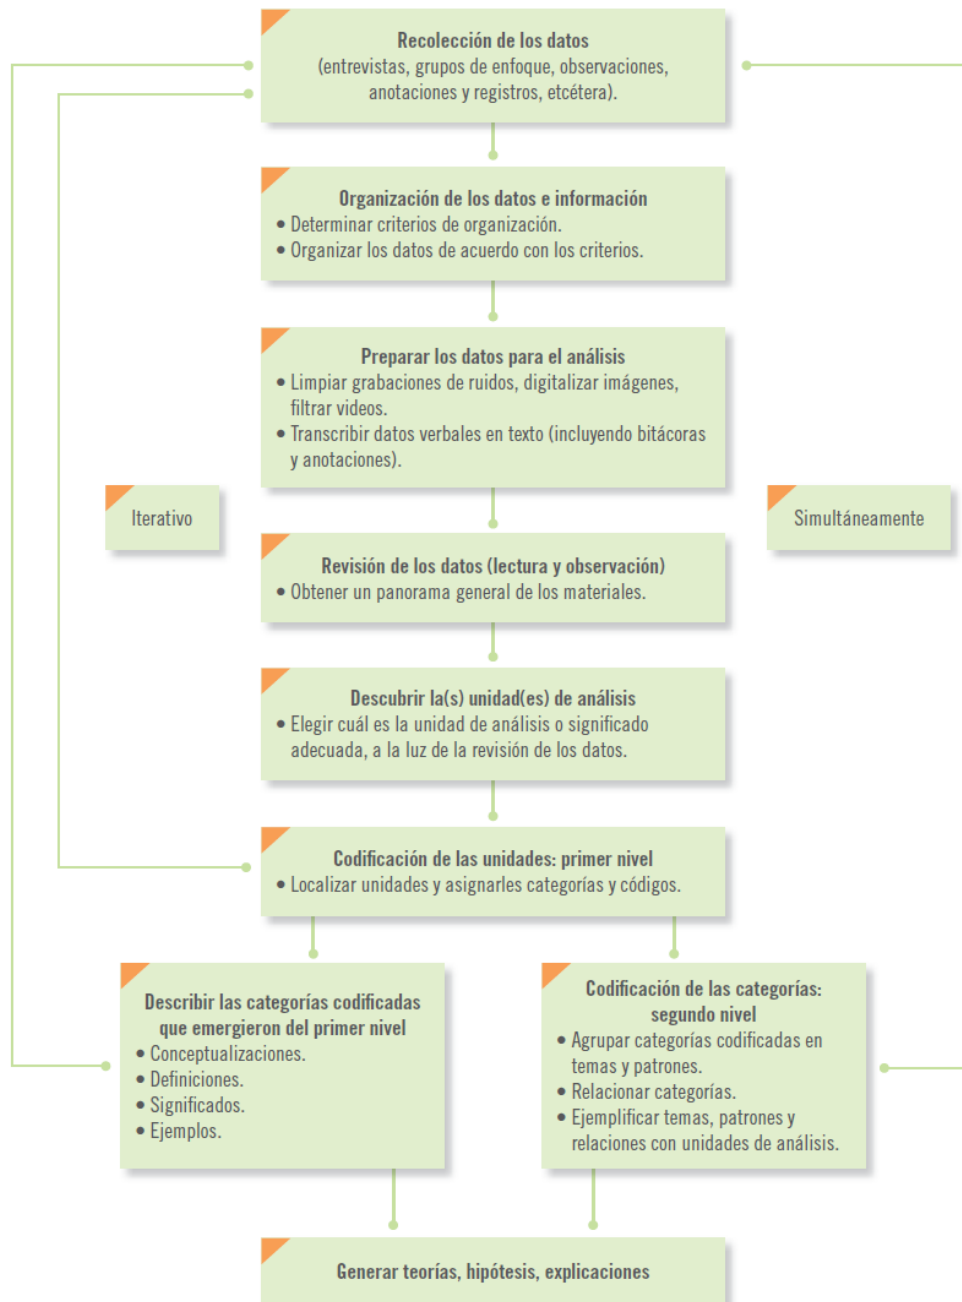 Recolección de los datos
(entrevistas, grupos de enfoque, observaciones,
anotaciones y registros, etcétera).
Organización de los datos e información
• Determinar criterios de organización.
• Organizar los datos de acuerdo con los criterios.
Preparar los datos para el análisis
• Limpiar grabaciones de ruidos, digitalizar imágenes,
filtrar videos.
• Transcribir datos verbales en texto (incluyendo bitácoras
y anotaciones).
Iterativo
Simultáneamente
Revisión de los datos (lectura y observación)
• Obtener un panorama general de los materiales.
Descubrir la(s) unidad(es) de análisis
• Elegir cuál es la unidad de análisis o significado
adecuada, a la luz de la revisión de los datos.
Codificación de las unidades: primer nivel
• Localizar unidades y asignarles categorías y códigos.
Describir las categorías codificadas
que emergieron del primer nivel
• Conceptualizaciones.
• Definiciones.
• Significados.
• Ejemplos.
Codificación de las categorías:
segundo nivel
• Agrupar categorías codificadas en
temas y patrones.
• Relacionar categorías.
• Ejemplificar temas, patrones y
relaciones con unidades de análisis.
Generar teorías, hipótesis, explicaciones